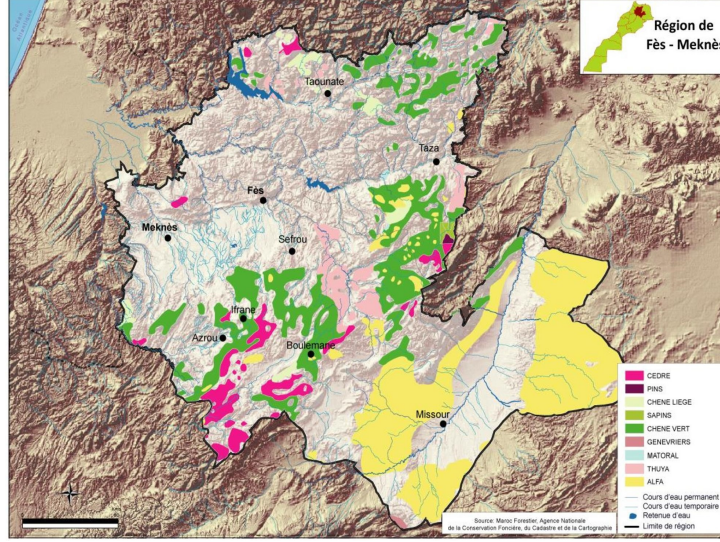 Région de
Fès - Meknès
Taounate
Taza
Fès
Meknès
Sefrou
Ifrane
Azrou
Boulemane
Missour
CEDRE
PINS
CHENE LIEGE
SAPINS
CHENE VERT
GENEVRIERS
MATORAL
THUYA
ALFA
Cours d'eau permanent
Cours d'eau temporaire
Retenue d'eau
Limite de région
Source: Maroc Forestier, Agence Nationale
de la Conservation Foncière, du Cadastre et de la Cartographie